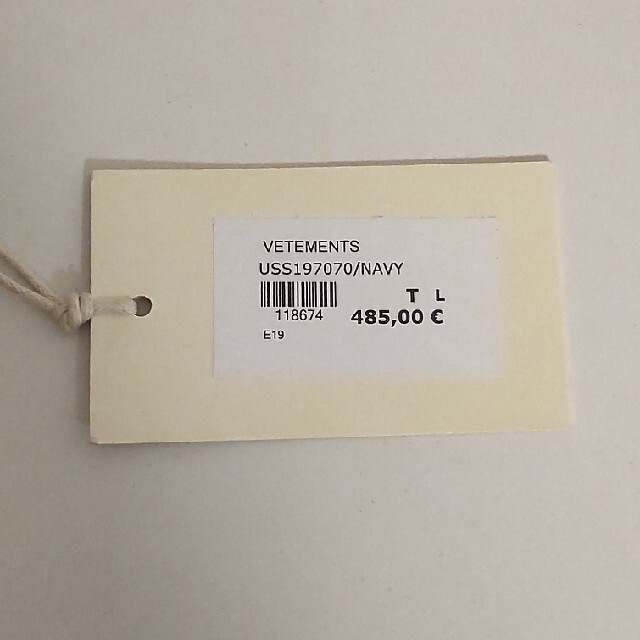 VETEMENTS
USS197070/NAVY
T L
118674 485,00 €
E19